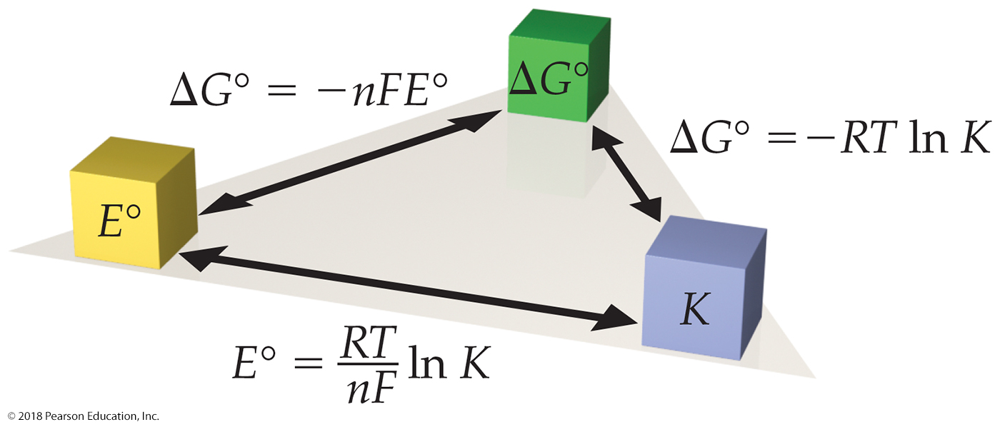 ΔG°
ΔG° = −nFE°
ΔG° = −RT ln K
E°
K
E° = RT/nF ln K
© 2018 Pearson Education, Inc.